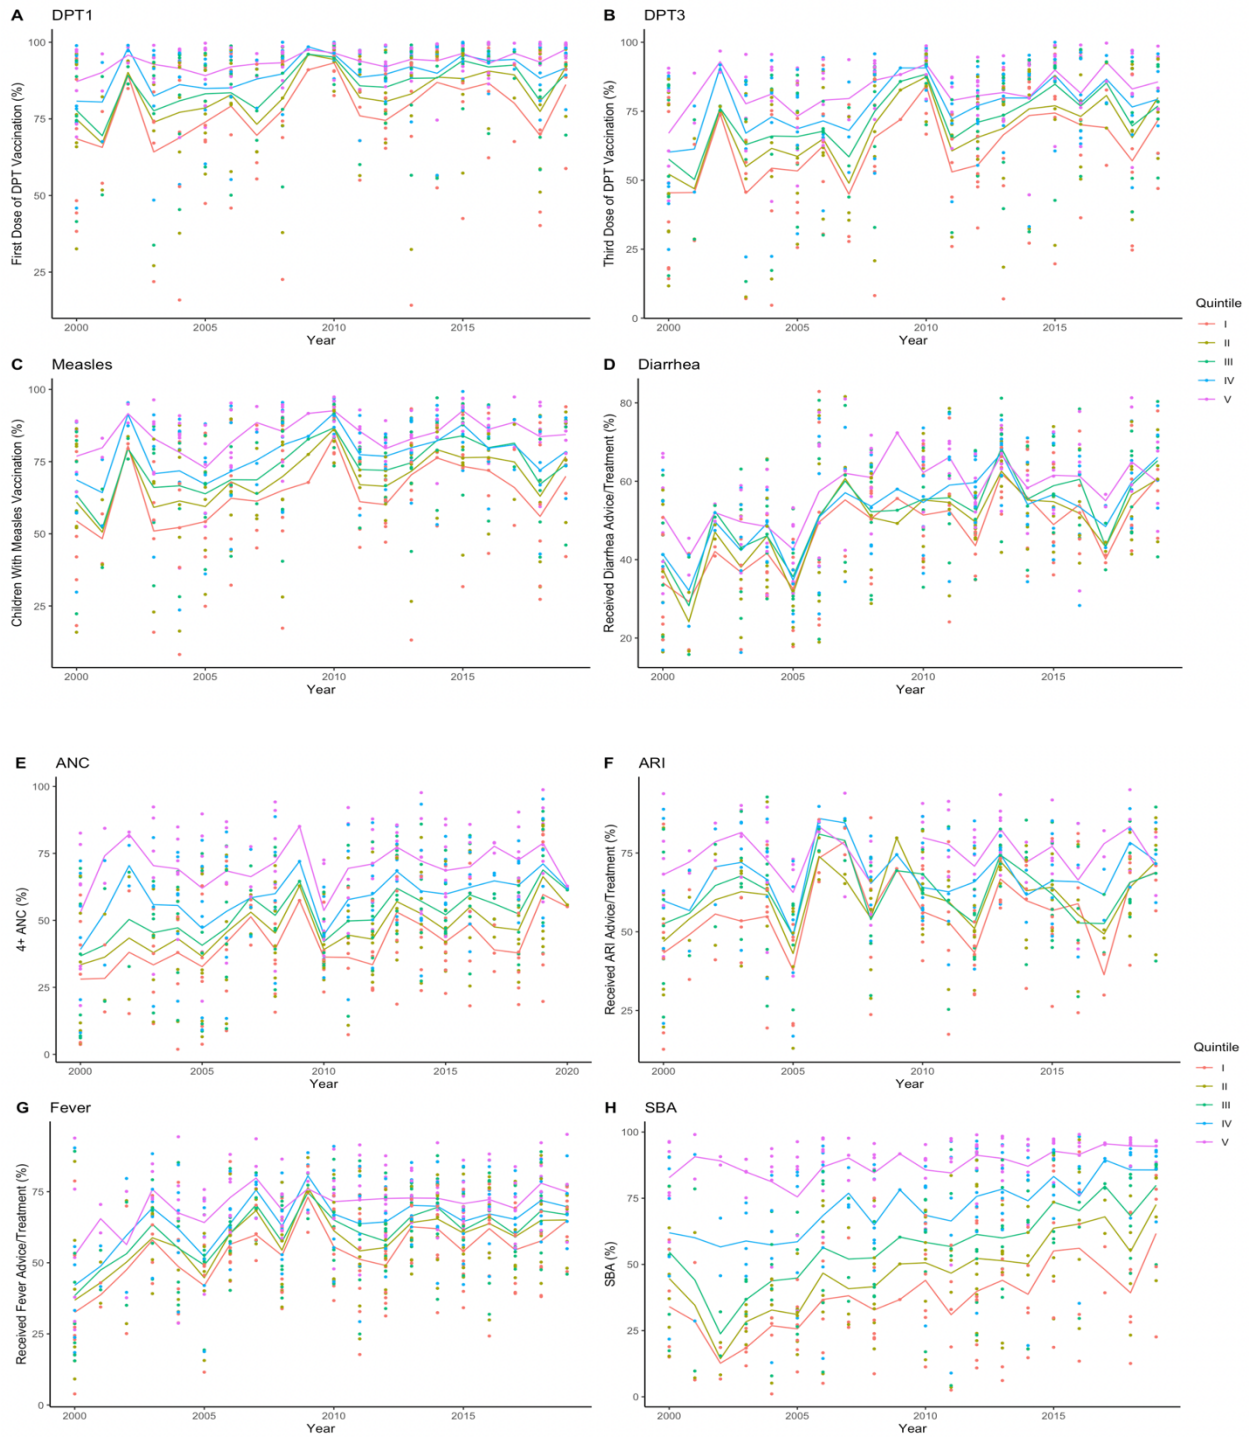 A DPT1
B DPT3
100
75
50
25
First Dose of DPT Vaccination (%)
2000 2005 2010 2015
Year
100
75
50
25
0
Third Dose of DPT Vaccination (%)
2000 2005 2010 2015
Year
C Measles
D Diarrhea
100
75
50
25
Children With Measles Vaccination (%)
2000 2005 2010 2015
Year
80
60
40
20
Received Diarrhea Advice/Treatment (%)
2000 2005 2010 2015
Year
Quintile
I
II
III
IV
V
E ANC
F ARI
100
75
50
25
0
4+ ANC (%)
2000 2005 2010 2015 2020
Year
75
50
25
Received ARI Advice/Treatment (%)
2000 2005 2010 2015
Year
G Fever
H SBA
75
50
25
0
Received Fever Advice/Treatment (%)
2000 2005 2010 2015
Year
100
75
50
25
0
SBA (%)
2000 2005 2010 2015
Year
Quintile
I
II
III
IV
V